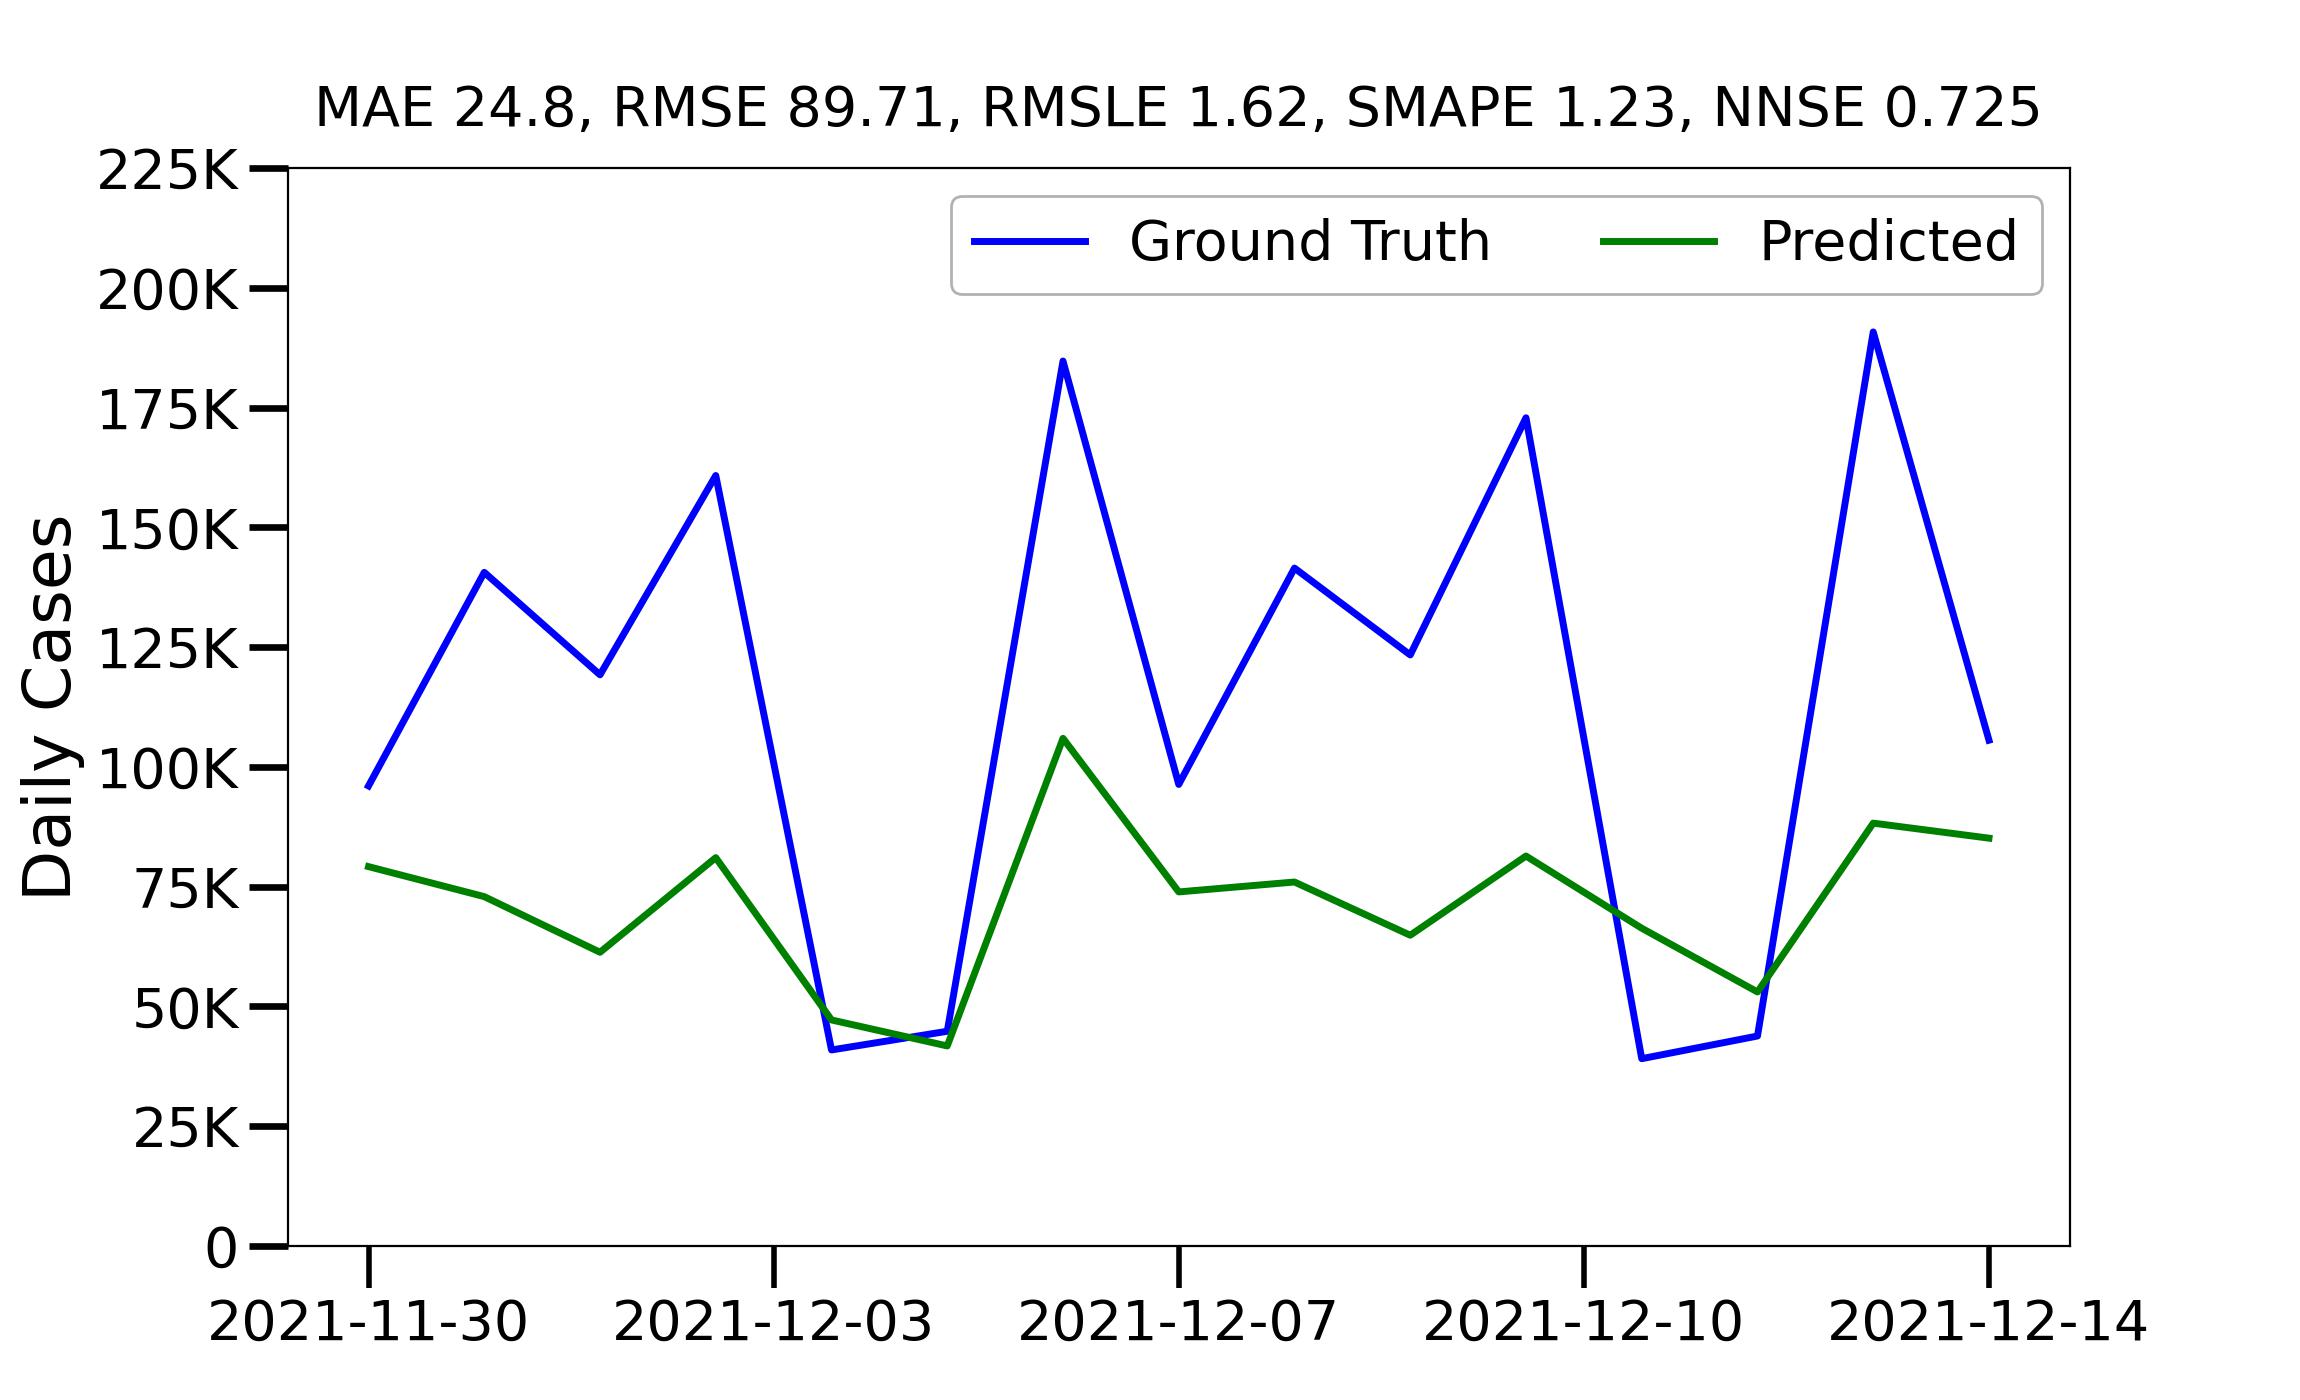 MAE 24.8, RMSE 89.71, RMSLE 1.62, SMAPE 1.23, NNSE 0.725
Ground Truth
Predicted
Daily Cases
225K
200K
175K
150K
125K
100K
75K
50K
25K
0
2021-11-30
2021-12-03
2021-12-07
2021-12-10
2021-12-14